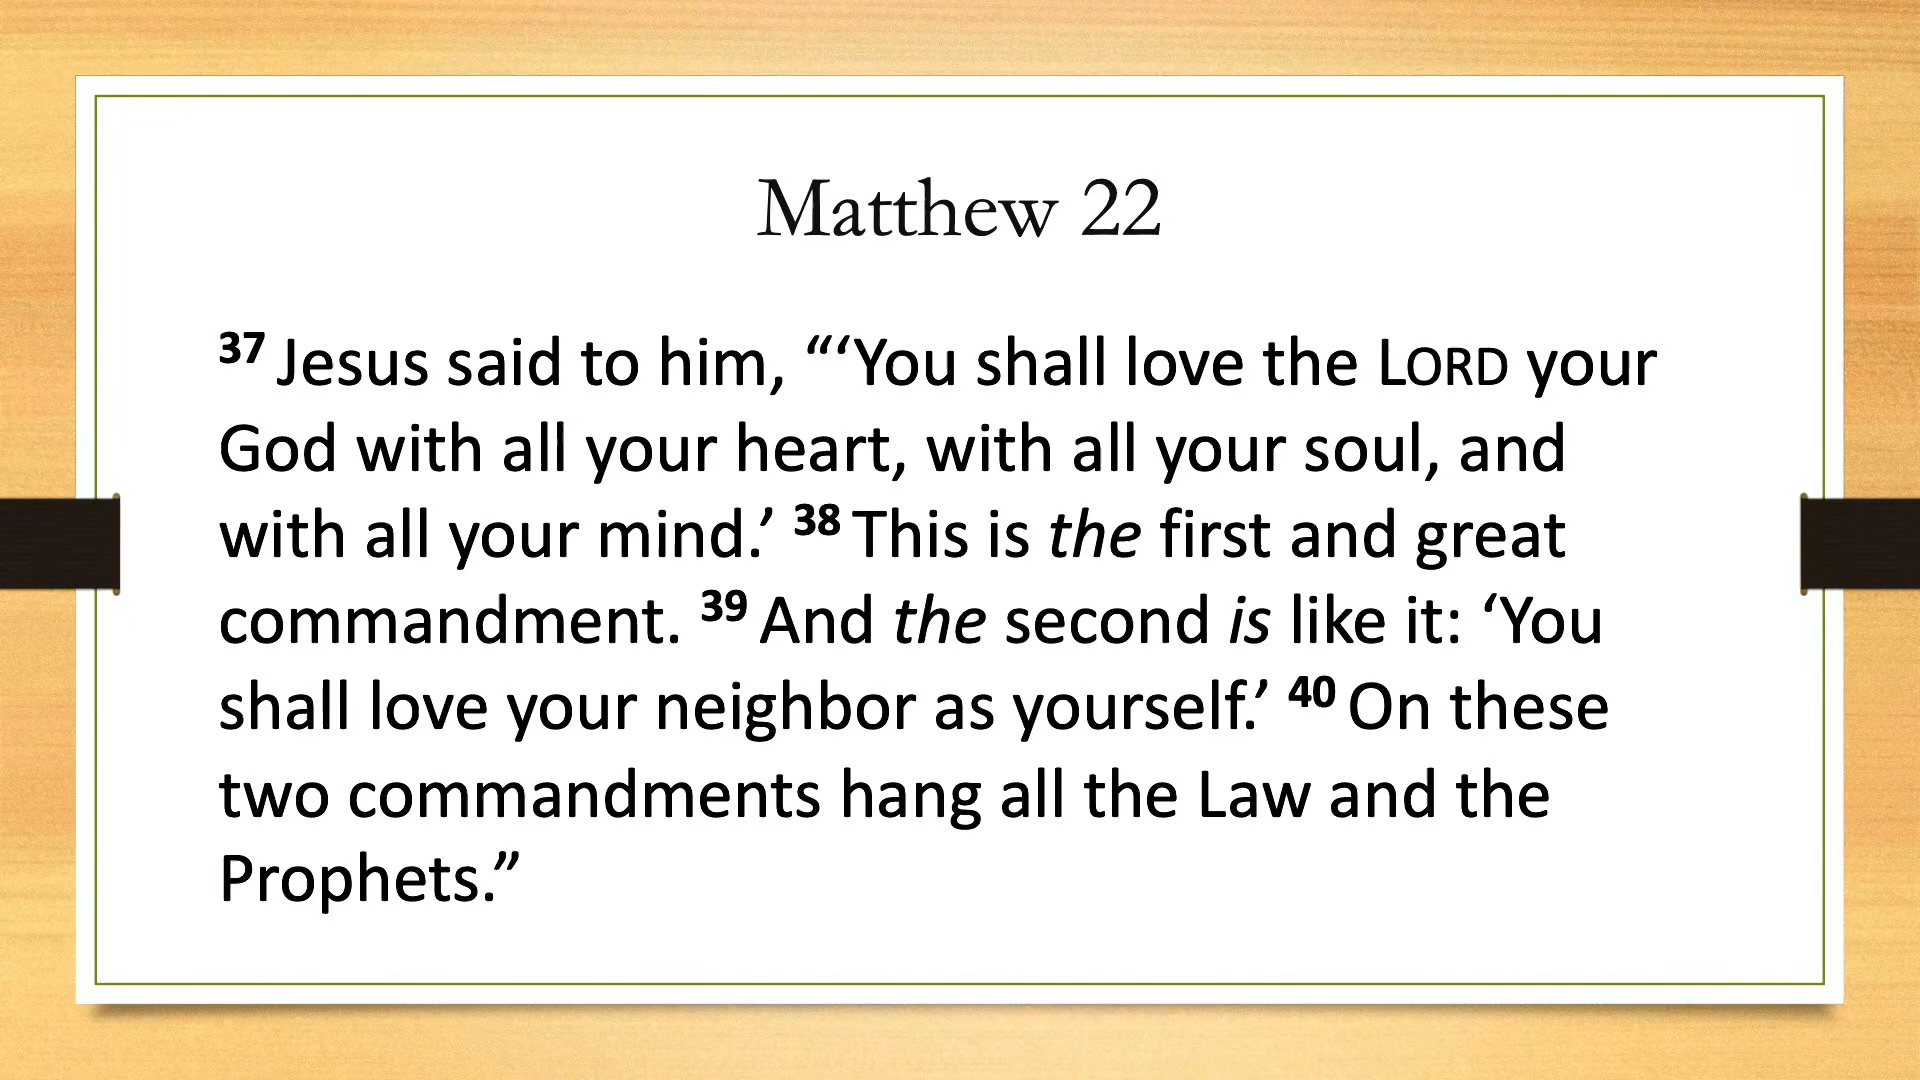 Matthew 22
37 Jesus said to him, “‘You shall love the LORD your
God with all your heart, with all your soul, and
with all your mind.’ 38 This is the first and great
commandment. 39 And the second is like it: ‘You
shall love your neighbor as yourself.’ 40 On these
two commandments hang all the Law and the
Prophets.”